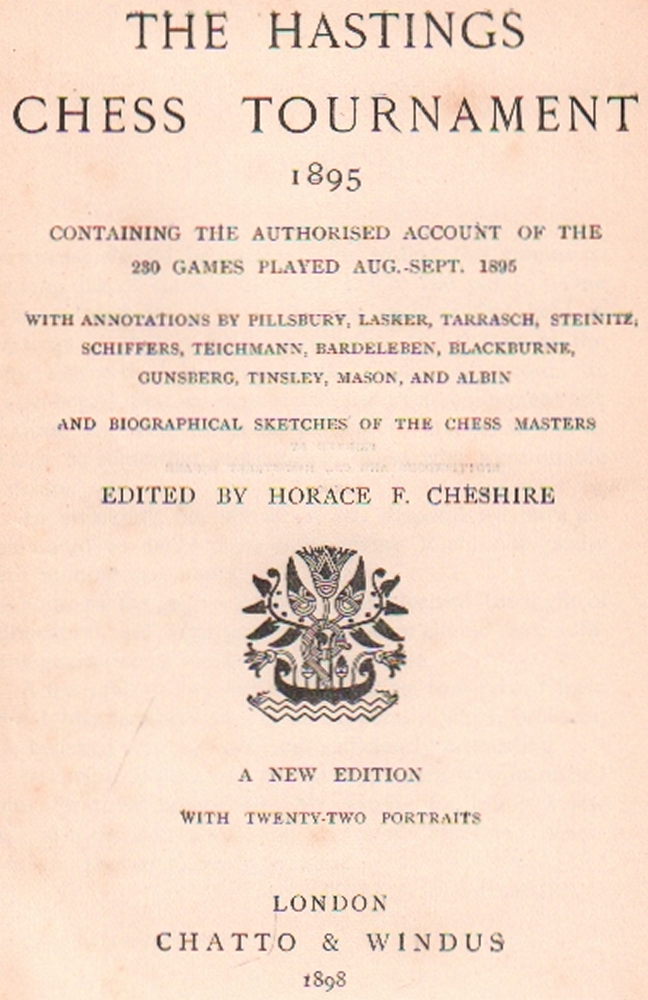 THE HASTINGS
CHESS TOURNAMENT
1895
CONTAINING THE AUTHORISED ACCOUNT OF THE
230 GAMES PLAYED AUG.-SEPT. 1895
WITH ANNOTATIONS BY PILLSBURY, LASKER, TARRASCH, STEINITZ,
SCHIFFERS, TEICHMANN, BARDELEBEN, BLACKBURNE,
GUNSBERG, TINSLEY, MASON, AND ALBIN
AND BIOGRAPHICAL SKETCHES OF THE CHESS MASTERS
EDITED BY HORACE F. CHESHIRE
A NEW EDITION
WITH TWENTY-TWO PORTRAITS
LONDON
CHATTO & WINDUS
1898